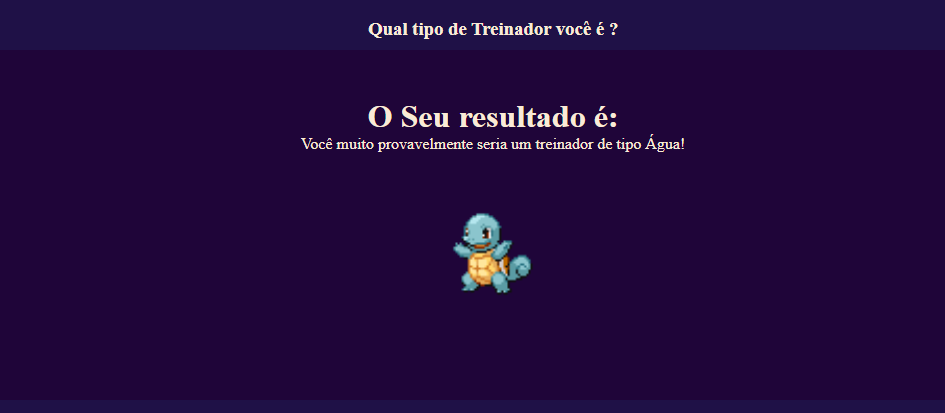 Qual tipo de Treinador você é ?
O Seu resultado é:
Você muito provavelmente seria um treinador de tipo Água!